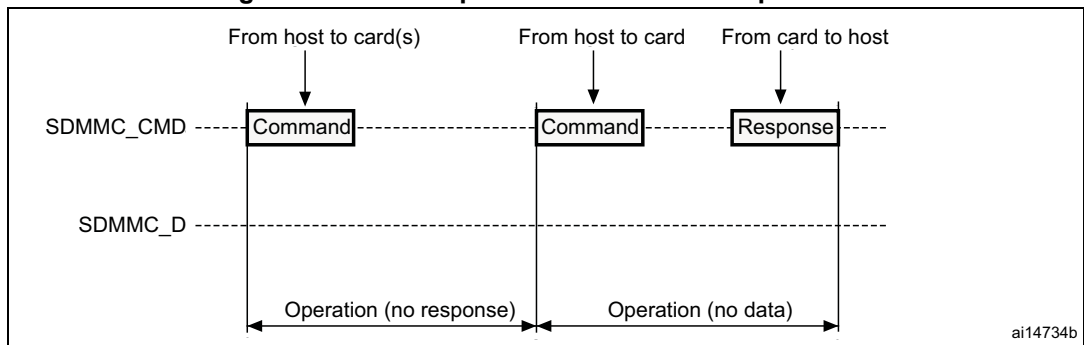 From host to card(s) From host to card From card to host
SDMMC_CMD Command Command Response
SDMMC_D
Operation (no response) Operation (no data)
ai14734b